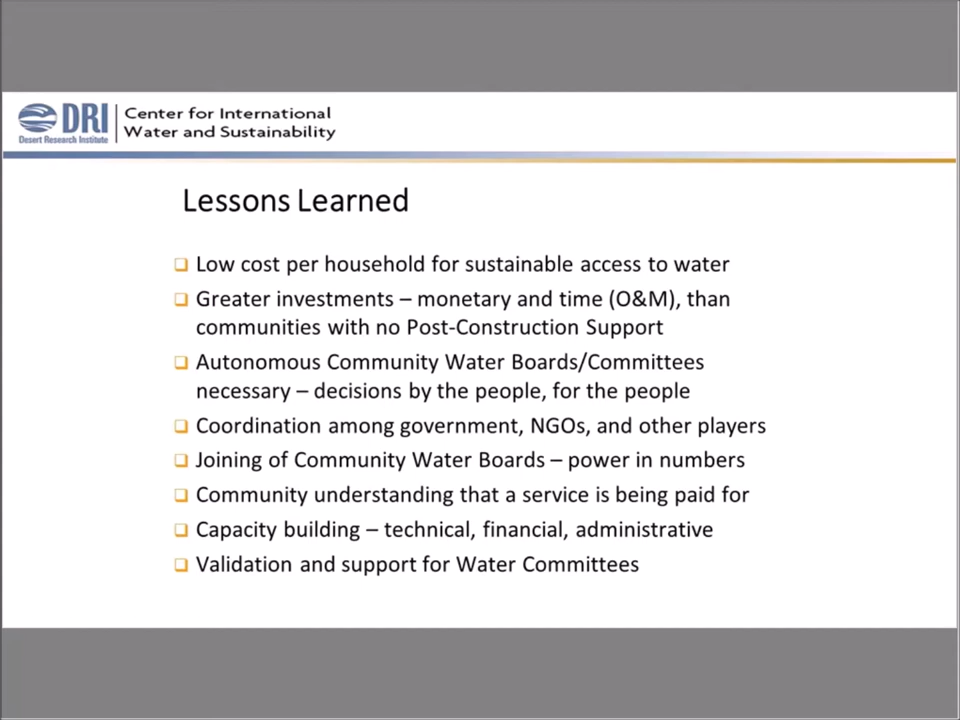 DRI
Desert Research Institute
Center for International
Water and Sustainability
Lessons Learned
Low cost per household for sustainable access to water
Greater investments – monetary and time (O&M), than
communities with no Post-Construction Support
Autonomous Community Water Boards/Committees
necessary – decisions by the people, for the people
Coordination among government, NGOs, and other players
Joining of Community Water Boards – power in numbers
Community understanding that a service is being paid for
Capacity building – technical, financial, administrative
Validation and support for Water Committees